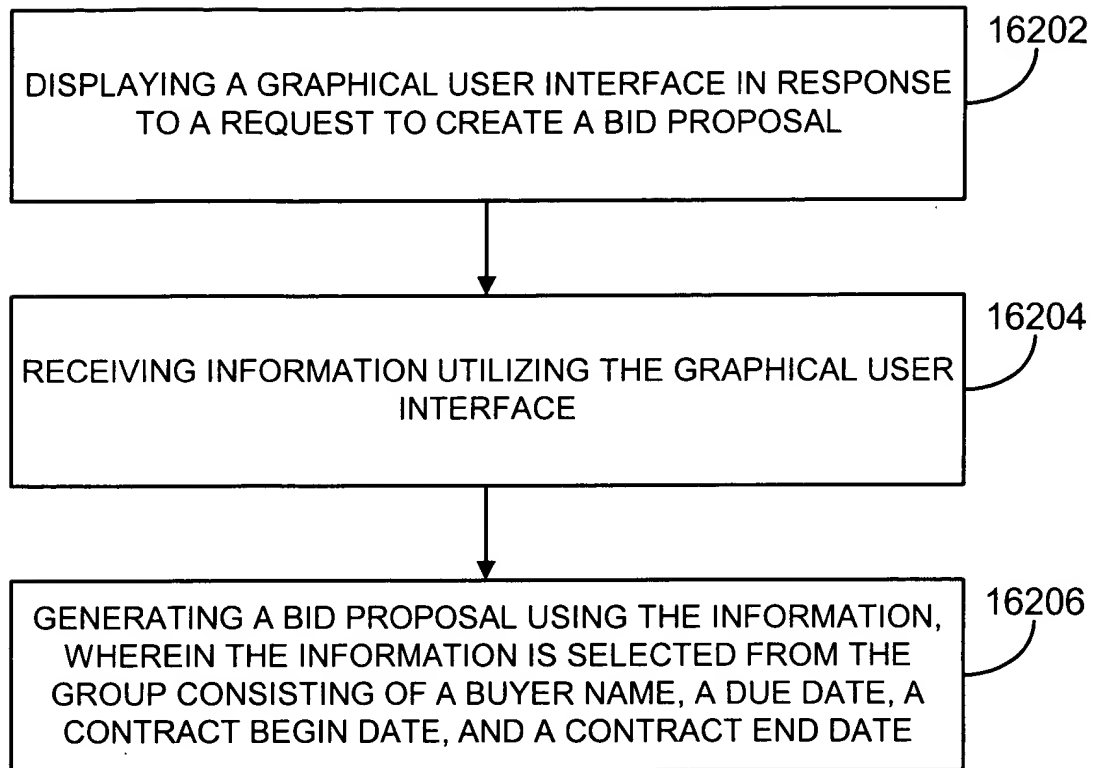 16202
DISPLAYING A GRAPHICAL USER INTERFACE IN RESPONSE
TO A REQUEST TO CREATE A BID PROPOSAL
16204
RECEIVING INFORMATION UTILIZING THE GRAPHICAL USER
INTERFACE
16206
GENERATING A BID PROPOSAL USING THE INFORMATION,
WHEREIN THE INFORMATION IS SELECTED FROM THE
GROUP CONSISTING OF A BUYER NAME, A DUE DATE, A
CONTRACT BEGIN DATE, AND A CONTRACT END DATE